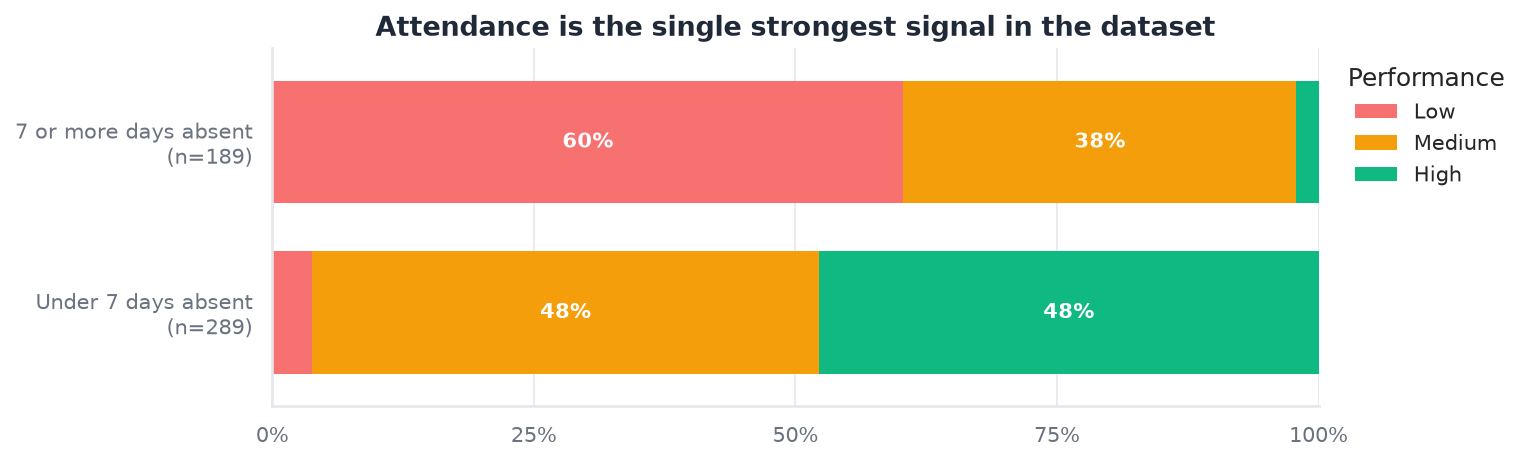 Attendance is the single strongest signal in the dataset
Performance
Low
Medium
High
7 or more days absent
(n=189)
60%
38%
Under 7 days absent
(n=289)
48%
48%
0%
25%
50%
75%
100%